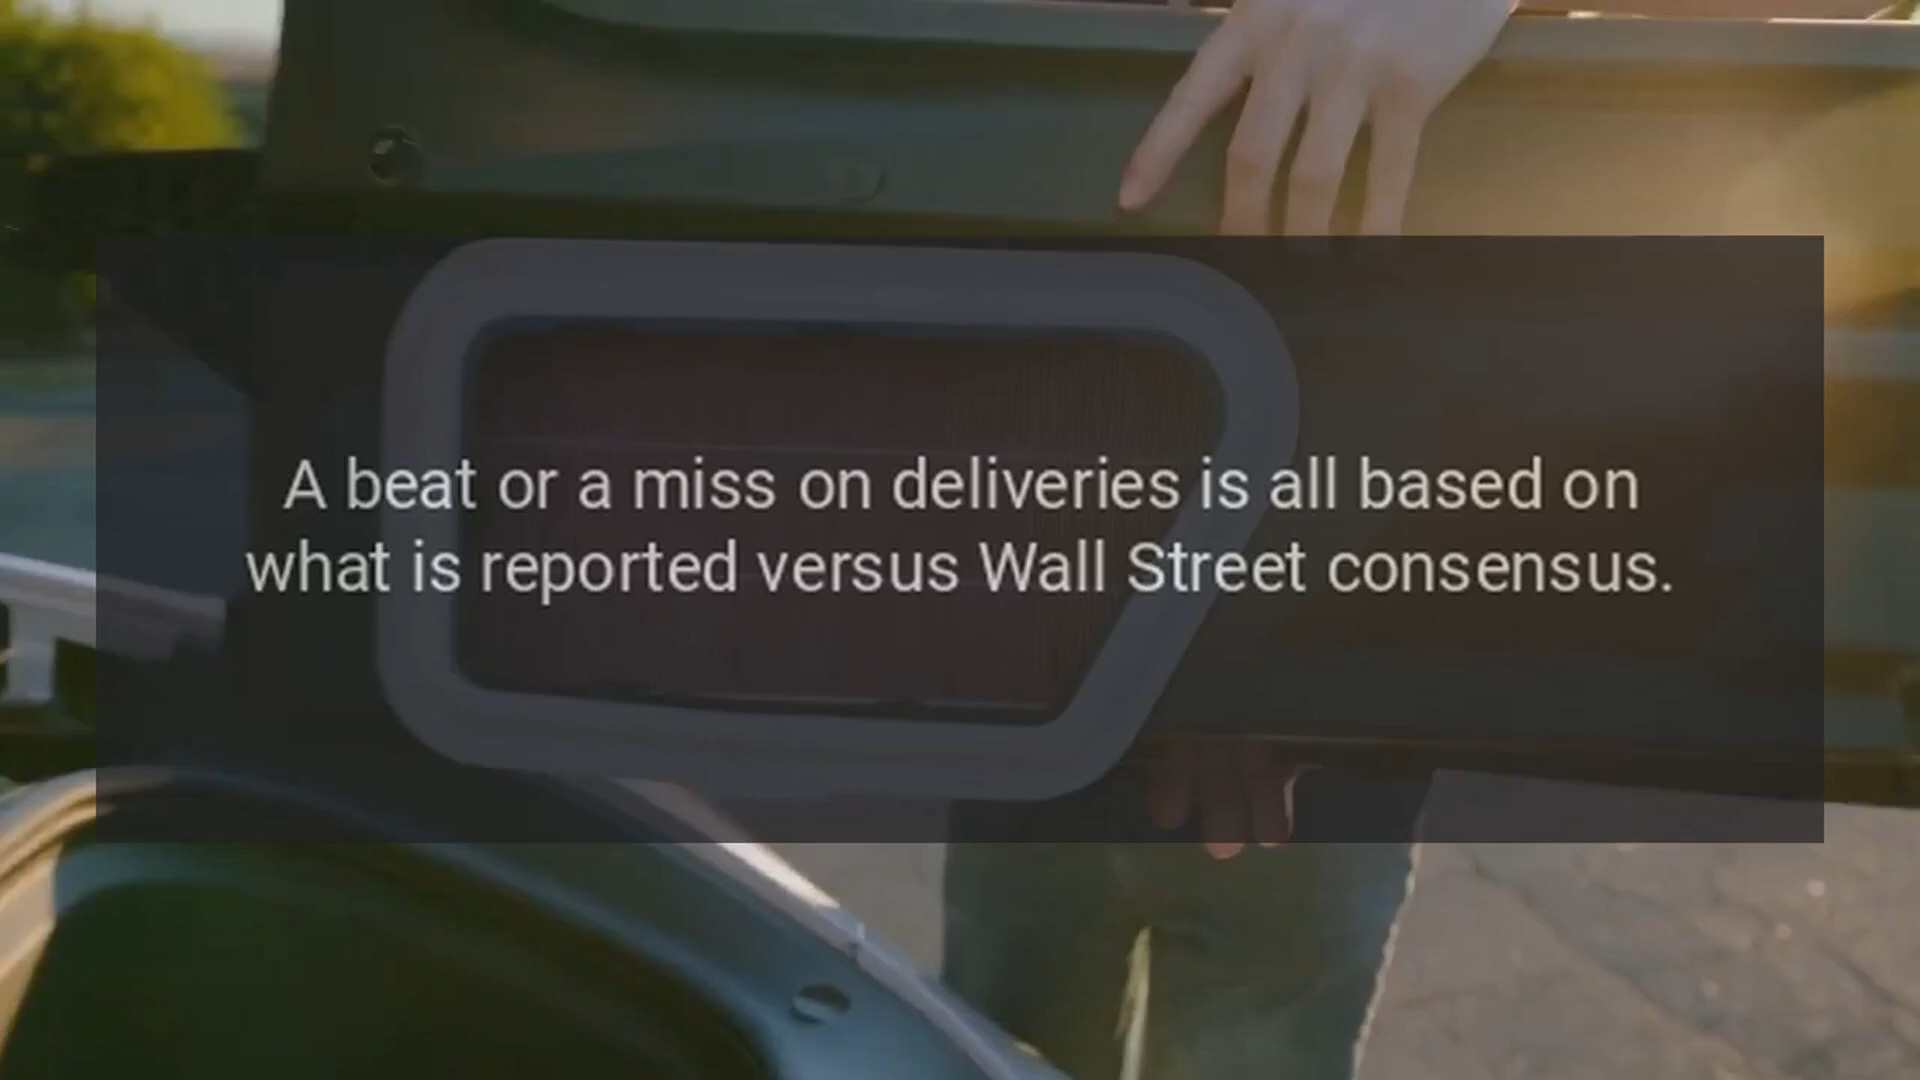 A beat or a miss on deliveries is all based on
what is reported versus Wall Street consensus.